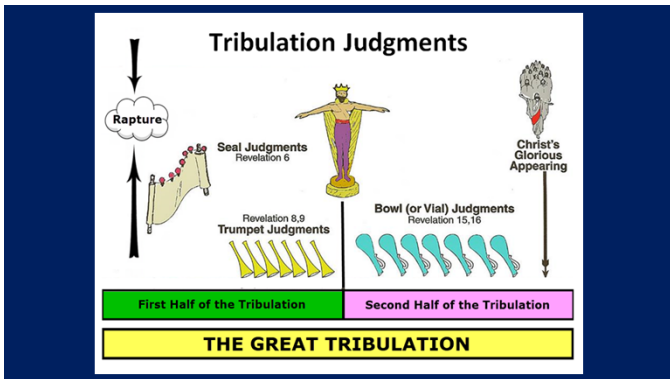 Tribulation Judgments
Rapture
Seal Judgments
Revelation 6
Christ's
Glorious
Appearing
Revelation 8,9
Trumpet Judgments
Bowl (or Vial) Judgments
Revelation 15,16
First Half of the Tribulation
Second Half of the Tribulation
THE GREAT TRIBULATION